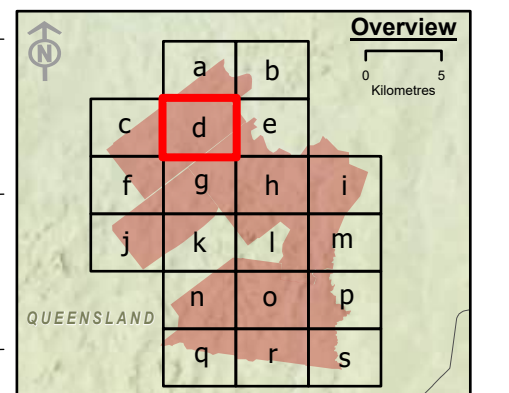 Overview
N
0 5
Kilometres
a b
c d e
f g h i
j k l m
QUEENSLAND
n o p
q r s